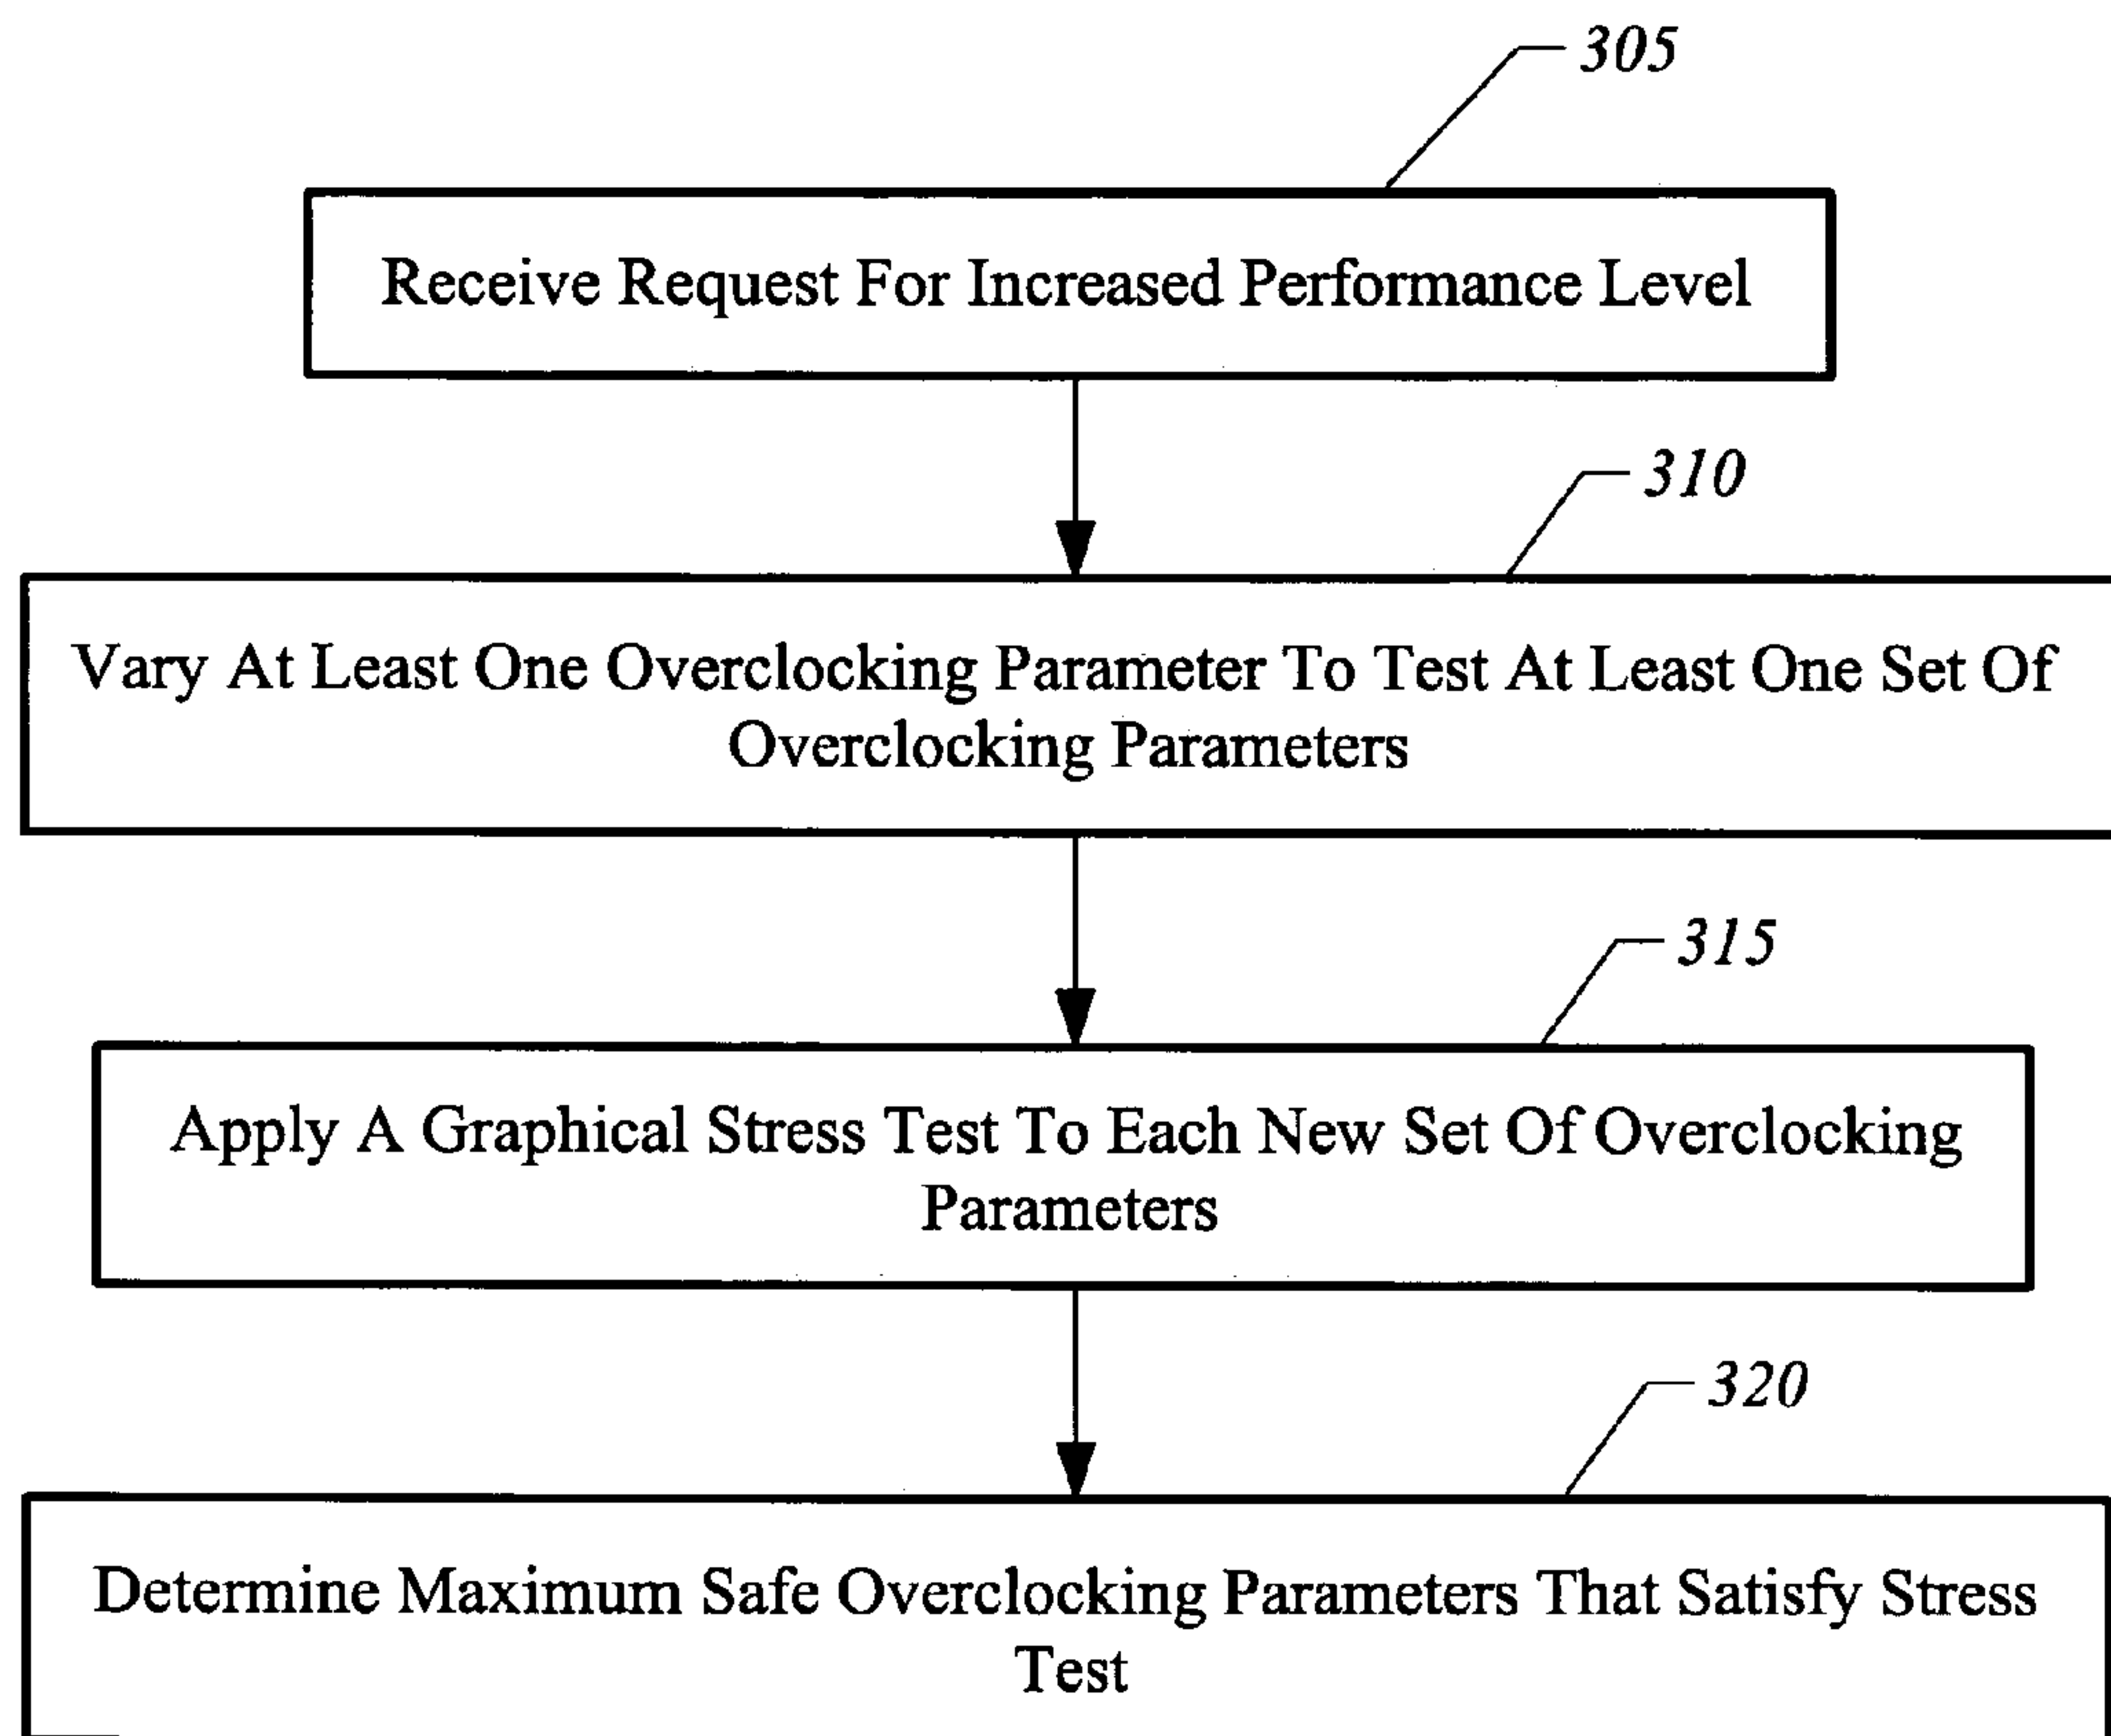 305
Receive Request For Increased Performance Level
310
Vary At Least One Overclocking Parameter To Test At Least One Set Of
Overclocking Parameters
315
Apply A Graphical Stress Test To Each New Set Of Overclocking
Parameters
320
Determine Maximum Safe Overclocking Parameters That Satisfy Stress
Test